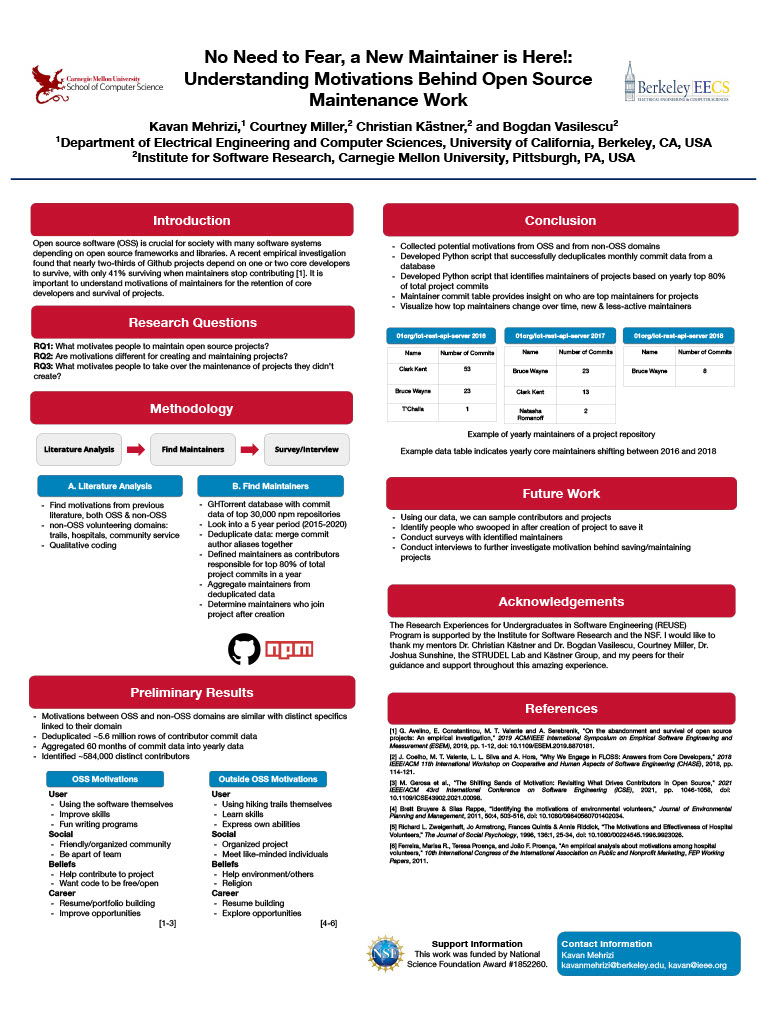 Carnegie Mellon University
School of Computer Science
No Need to Fear, a New Maintainer is Here!:
Understanding Motivations Behind Open Source
Maintenance Work
Berkeley EECS
ELECTRICAL ENGINEERING & COMPUTER SCIENCES
Kavan Mehrizi,1 Courtney Miller,2 Christian Kästner,2 and Bogdan Vasilescu2
1Department of Electrical Engineering and Computer Sciences, University of California, Berkeley, CA, USA
2Institute for Software Research, Carnegie Mellon University, Pittsburgh, PA, USA
Introduction
Open source software (OSS) is crucial for society with many software systems
depending on open source frameworks and libraries. A recent empirical investigation
found that nearly two-thirds of Github projects depend on one or two core developers
to survive, with only 41% surviving when maintainers stop contributing [1]. It is
important to understand motivations of maintainers for the retention of core
developers and survival of projects.
Research Questions
RQ1: What motivates people to maintain open source projects?
RQ2: Are motivations different for creating and maintaining projects?
RQ3: What motivates people to take over the maintenance of projects they didn't
create?
Methodology
Literature Analysis
Find Maintainers
Survey/Interview
A. Literature Analysis
- Find motivations from previous
literature, both OSS & non-OSS
- non-OSS volunteering domains:
trails, hospitals, community service
- Qualitative coding
B. Find Maintainers
- GHTorrent database with commit
data of top 30,000 npm repositories
- Look into a 5 year period (2015-2020)
- Deduplicate data: merge commit
author aliases together
- Defined maintainers as contributors
responsible for top 80% of total
project commits in a year
- Aggregate maintainers from
deduplicated data
- Determine maintainers who join
project after creation
npm
Preliminary Results
- Motivations between OSS and non-OSS domains are similar with distinct specifics
linked to their domain
- Deduplicated ~5.6 million rows of contributor commit data
- Aggregated 60 months of commit data into yearly data
- Identified ~584,000 distinct contributors
OSS Motivations
User
- Using the software themselves
- Improve skills
- Fun writing programs
Social
- Friendly/organized community
- Be apart of team
Beliefs
- Help contribute to project
- Want code to be free/open
Career
- Resume/portfolio building
- Improve opportunities
[1-3]
Outside OSS Motivations
User
- Using hiking trails themselves
- Learn skills
- Express own abilities
Social
- Organized project
- Meet like-minded individuals
Beliefs
- Help environment/others
- Religion
Career
- Resume building
- Explore opportunities
[4-6]
Conclusion
- Collected potential motivations from OSS and from non-OSS domains
- Developed Python script that successfully deduplicates monthly commit data from a
database
- Developed Python script that identifies maintainers of projects based on yearly top 80%
of total project commits
- Maintainer commit table provides insight on who are top maintainers for projects
- Visualize how top maintainers change over time, new & less-active maintainers
01org/iot-rest-api-server 2016
Name Number of Commits
Clark Kent 53
Bruce Wayne 23
T'Challa 1
01org/iot-rest-api-server 2017
Name Number of Commits
Bruce Wayne 23
Clark Kent 13
Natasha
Romanoff 2
01org/iot-rest-api-server 2018
Name Number of Commits
Bruce Wayne 8
Example of yearly maintainers of a project repository
Example data table indicates yearly core maintainers shifting between 2016 and 2018
Future Work
- Using our data, we can sample contributors and projects
- Identify people who swooped in after creation of project to save it
- Conduct surveys with identified maintainers
- Conduct interviews to further investigate motivation behind saving/maintaining
projects
Acknowledgements
The Research Experiences for Undergraduates in Software Engineering (REUSE)
Program is supported by the Institute for Software Research and the NSF. I would like to
thank my mentors Dr. Christian Kästner and Dr. Bogdan Vasilescu, Courtney Miller, Dr.
Joshua Sunshine, the STRUDEL Lab and Kästner Group, and my peers for their
guidance and support throughout this amazing experience.
References
[1] G. Avelino, E. Constantinou, M. T. Valente and A. Serebrenik, "On the abandonment and survival of open source
projects: An empirical investigation," 2019 ACM/IEEE International Symposium on Empirical Software Engineering and
Measurement (ESEM), 2019, pp. 1-12, doi: 10.1109/ESEM.2019.8870181.
[2] J. Coelho, M. T. Valente, L. L. Silva and A. Hora, "Why We Engage in FLOSS: Answers from Core Developers," 2018
IEEE/ACM 11th International Workshop on Cooperative and Human Aspects of Software Engineering (CHASE), 2018, pp.
114-121.
[3] M. Gerosa et al., "The Shifting Sands of Motivation: Revisiting What Drives Contributors in Open Source," 2021
IEEE/ACM 43rd International Conference on Software Engineering (ICSE), 2021, pp. 1046-1058, doi:
10.1109/ICSE43902.2021.00098.
[4] Brett Bruyere & Silas Rappe, "Identifying the motivations of environmental volunteers," Journal of Environmental
Planning and Management, 2011, 50:4, 503-516, doi: 10.1080/09640560701402034.
[5] Richard L. Zweigenhaft, Jo Armstrong, Frances Quintis & Annie Riddick, "The Motivations and Effectiveness of Hospital
Volunteers," The Journal of Social Psychology, 1996, 136:1, 25-34, doi: 10.1080/00224545.1996.9923026.
[6] Ferreira, Marisa R., Teresa Proença, and João F. Proença, "An empirical analysis about motivations among hospital
volunteers," 10th International Congress of the International Association on Public and Nonprofit Marketing, FEP Working
Papers, 2011.
NSF
Support Information
This work was funded by National
Science Foundation Award #1852260.
Contact Information
Kavan Mehrizi
kavanmehrizi@berkeley.edu, kavan@ieee.org